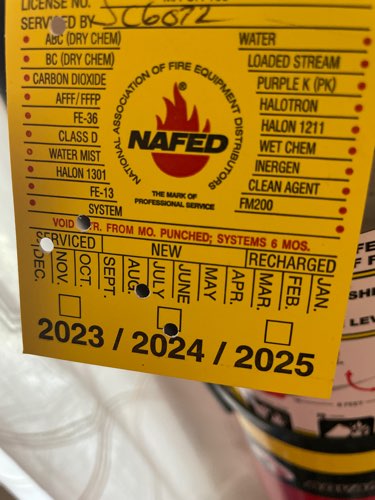 LICENSE NO.
SERVICED BY JC6072
ABC (DRY CHEM) WATER
BC (DRY CHEM) LOADED STREAM
CARBON DIOXIDE PURPLE K (PK)
AFFF/FFFP HALOTRON
FE-36 HALON 1211
CLASS D WET CHEM
WATER MIST INERGEN
HALON 1301 CLEAN AGENT
FE-13 FM200
SYSTEM
NATIONAL ASSOCIATION OF FIRE EQUIPMENT DISTRIBUTORS
NAFED
®
THE MARK OF
PROFESSIONAL SERVICE
VOID YR. FROM MO. PUNCHED; SYSTEMS 6 MOS.
SERVICED NEW RECHARGED
DEC. NOV. OCT. SEPT. AUG. JULY JUNE MAY APR. MAR. FEB. JAN.
2023 / 2024 / 2025